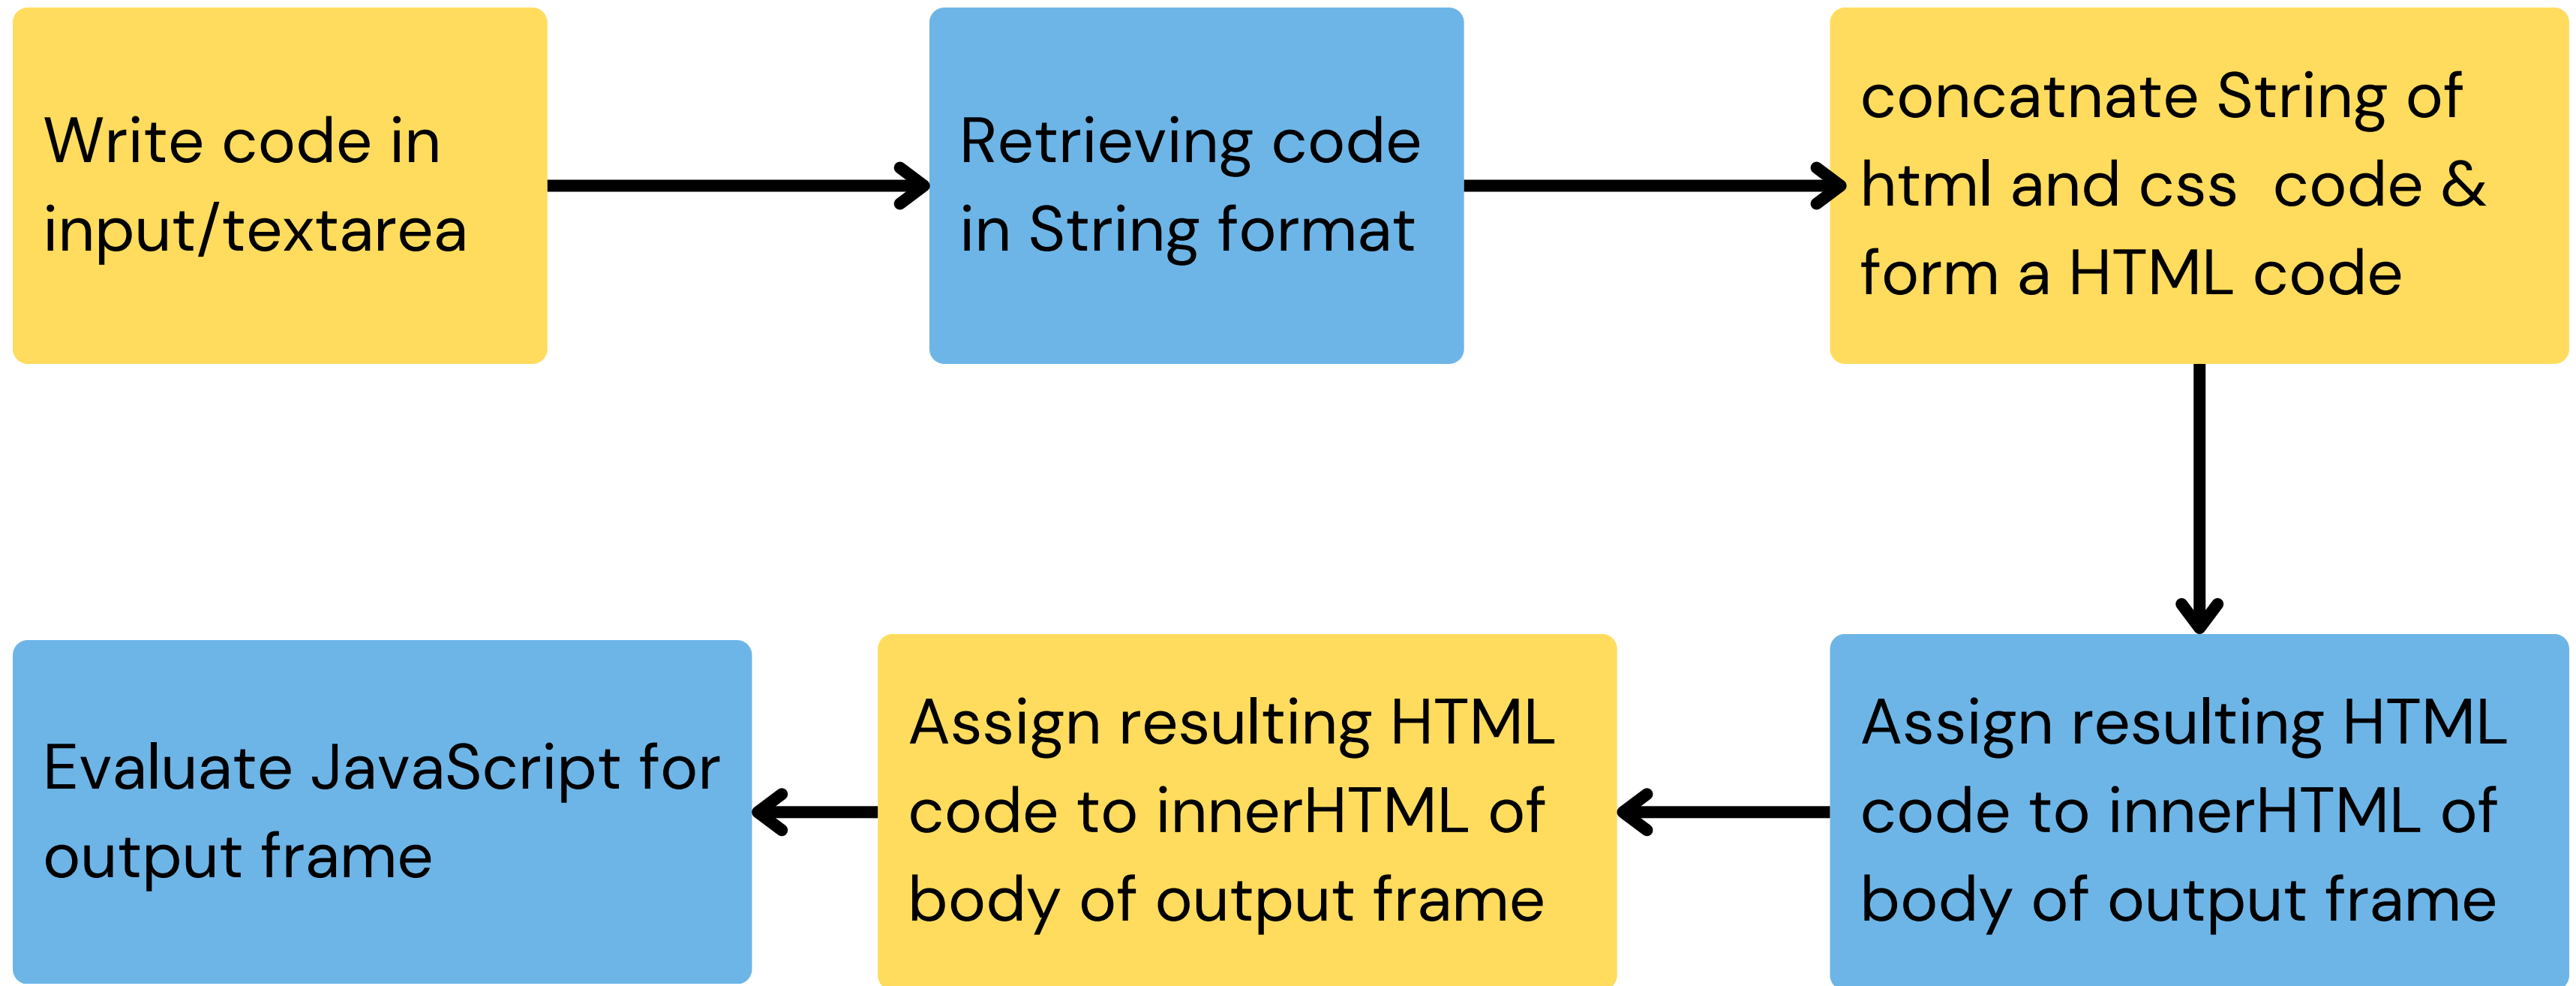 Write code in
input/textarea
Retrieving code
in String format
concatnate String of
html and css  code &
form a HTML code
Assign resulting HTML
code to innerHTML of
body of output frame
Assign resulting HTML
code to innerHTML of
body of output frame
Evaluate JavaScript for
output frame